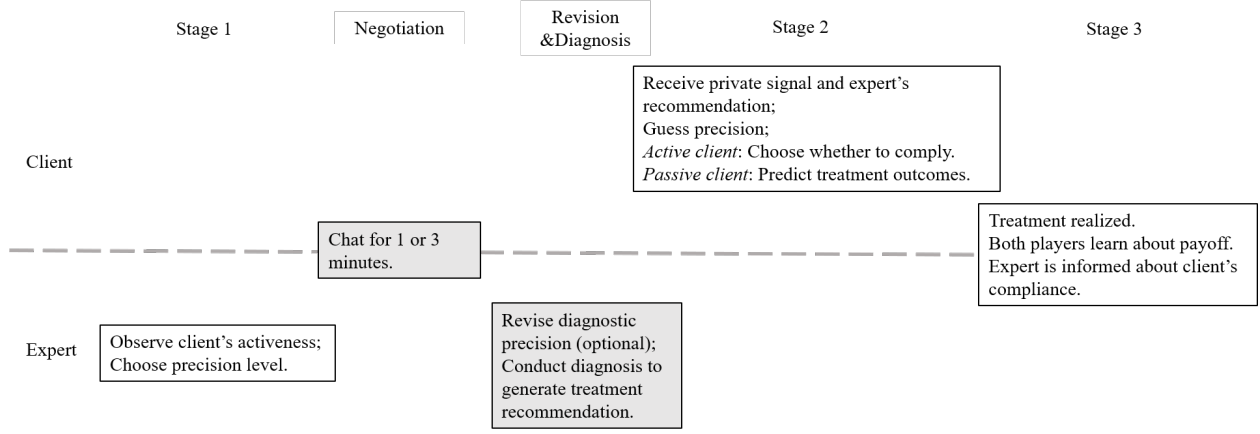 Stage 1
Negotiation
Revision
&Diagnosis
Stage 2
Stage 3
Client
Receive private signal and expert’s
recommendation;
Guess precision;
Active client: Choose whether to comply.
Passive client: Predict treatment outcomes.
Chat for 1 or 3
minutes.
Treatment realized.
Both players learn about payoff.
Expert is informed about client’s
compliance.
Expert
Observe client’s activeness;
Choose precision level.
Revise diagnostic
precision (optional);
Conduct diagnosis to
generate treatment
recommendation.